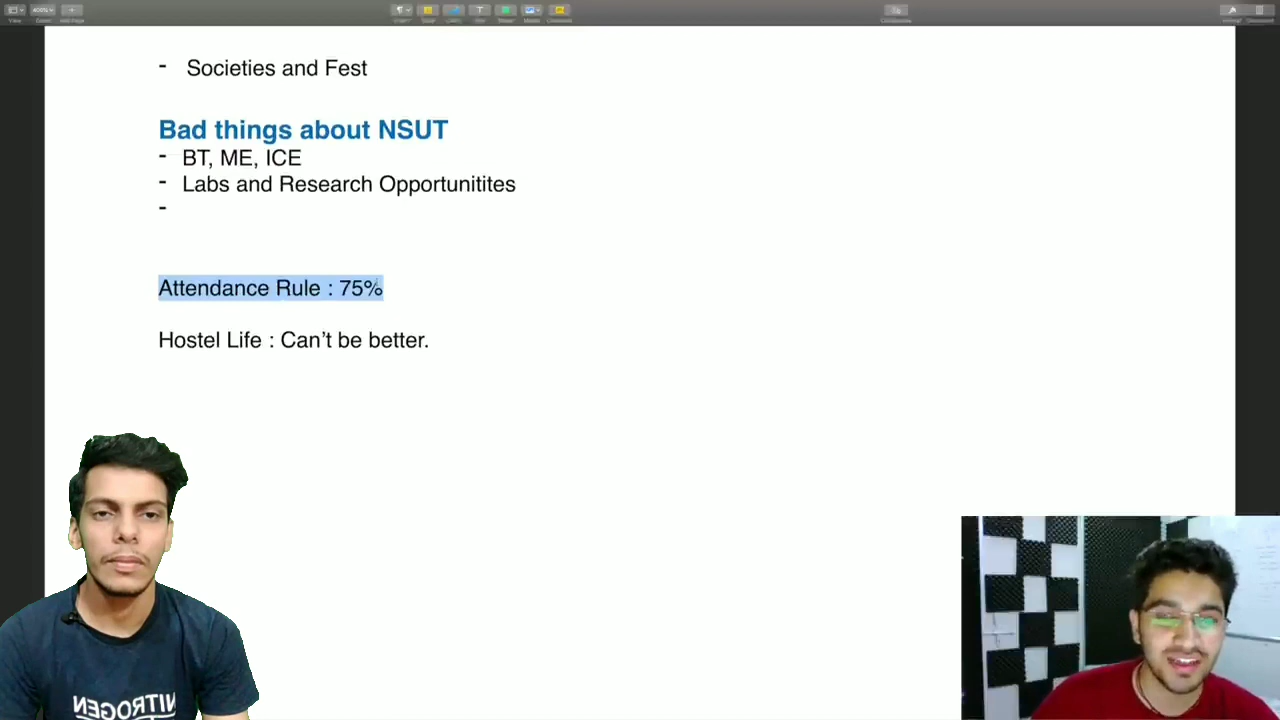 - Societies and Fest
Bad things about NSUT
- BT, ME, ICE
- Labs and Research Opportunitites
-
Attendance Rule : 75%
Hostel Life : Can’t be better.
NITROGEN